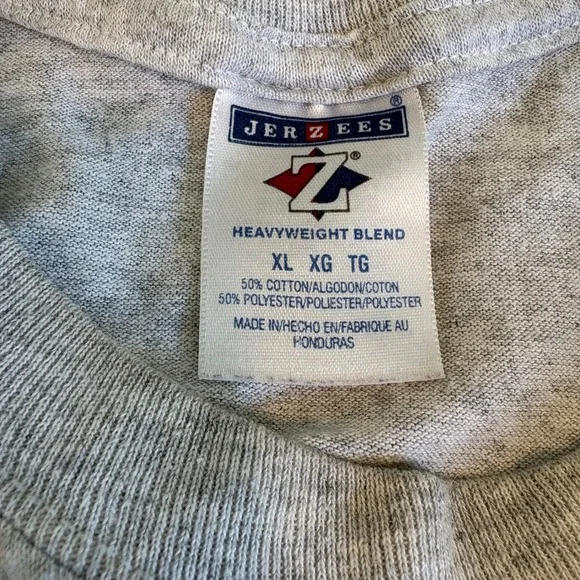 JERZEES®
Z®
HEAVYWEIGHT BLEND
XL XG TG
50% COTTON/ALGODON/COTON
50% POLYESTER/POLIESTER/POLYESTER
MADE IN/HECHO EN/FABRIQUE AU
HONDURAS